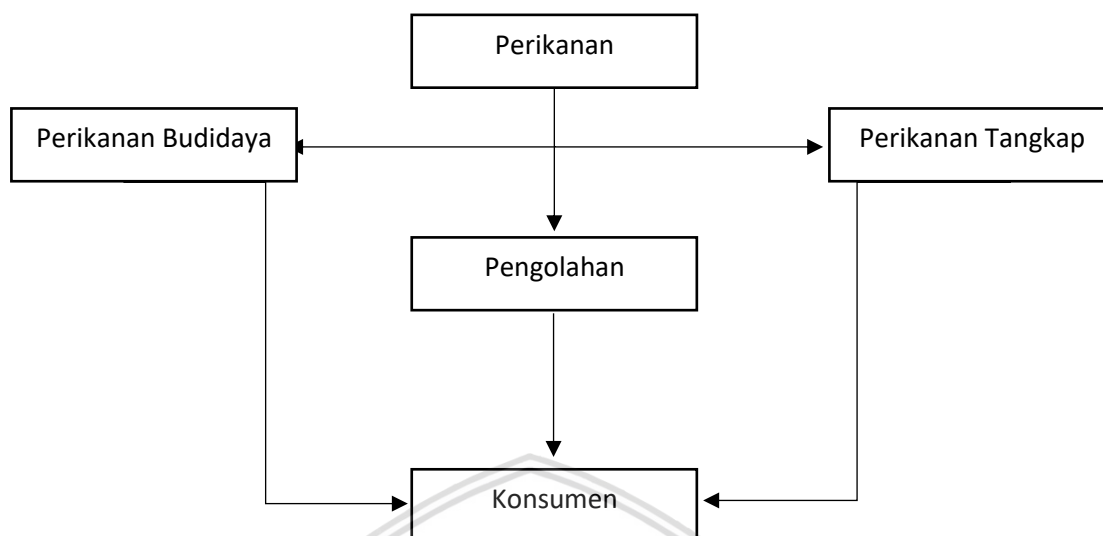 Perikanan
Perikanan Budidaya
Perikanan Tangkap
Pengolahan
Konsumen